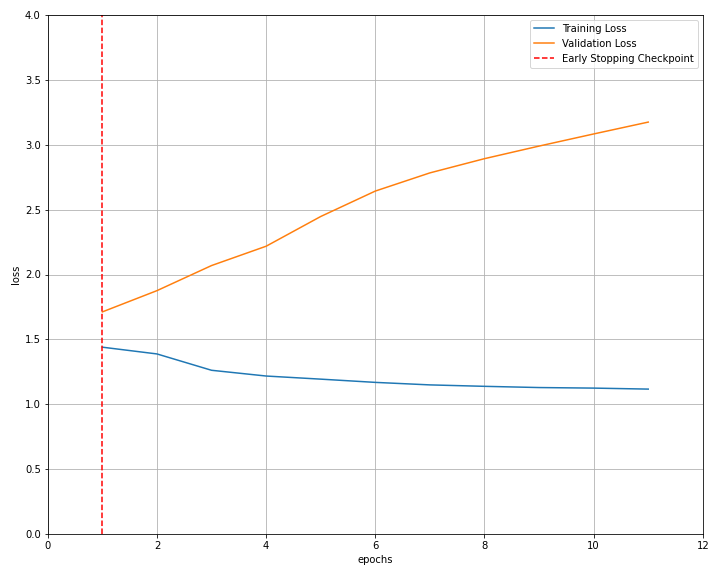 4.0
3.5
3.0
2.5
2.0
1.5
1.0
0.5
0.0
loss
0 2 4 6 8 10 12
epochs
Training Loss
Validation Loss
Early Stopping Checkpoint